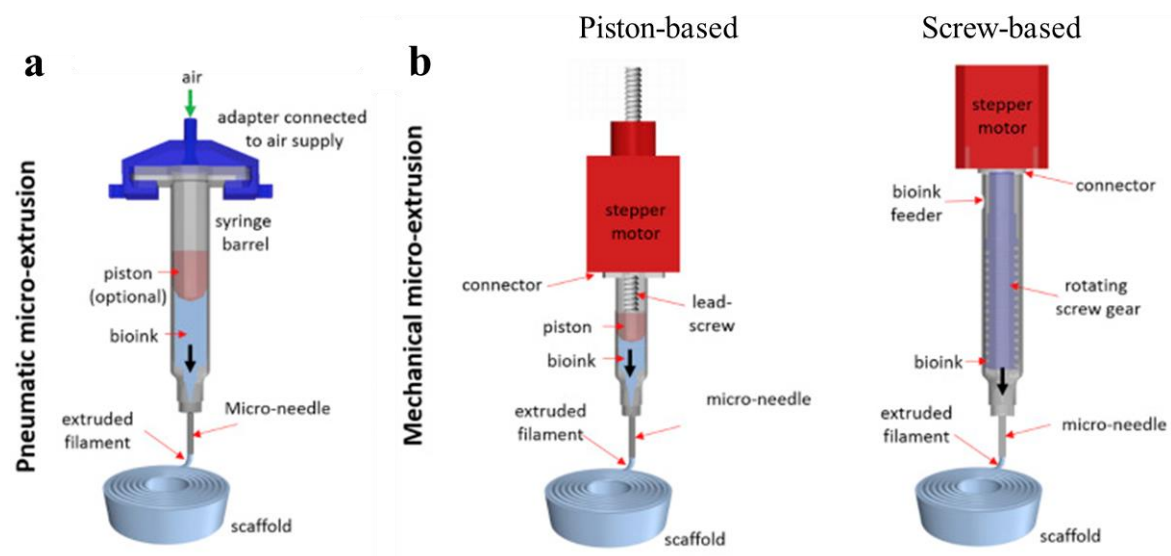 Piston-based
Screw-based
a
b
Pneumatic micro-extrusion
air
adapter connected
to air supply
syringe
barrel
piston
(optional)
bioink
extruded
filament
Micro-needle
scaffold
Mechanical micro-extrusion
stepper
motor
connector
lead-
screw
piston
bioink
micro-needle
extruded
filament
scaffold
stepper
motor
connector
bioink
feeder
rotating
screw gear
bioink
extruded
filament
micro-needle
scaffold